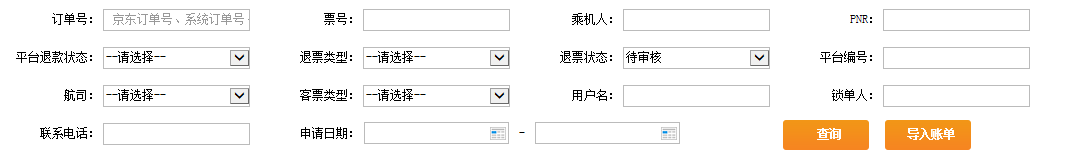 订单号： 京东订单号、系统订单号 票号： 乘机人： PNR：
平台退款状态： --请选择-- 退票类型： --请选择-- 退票状态： 待审核 平台编号：
航司： --请选择-- 客票类型： --请选择-- 用户名： 锁单人：
联系电话： 申请日期： - 查询 导入账单